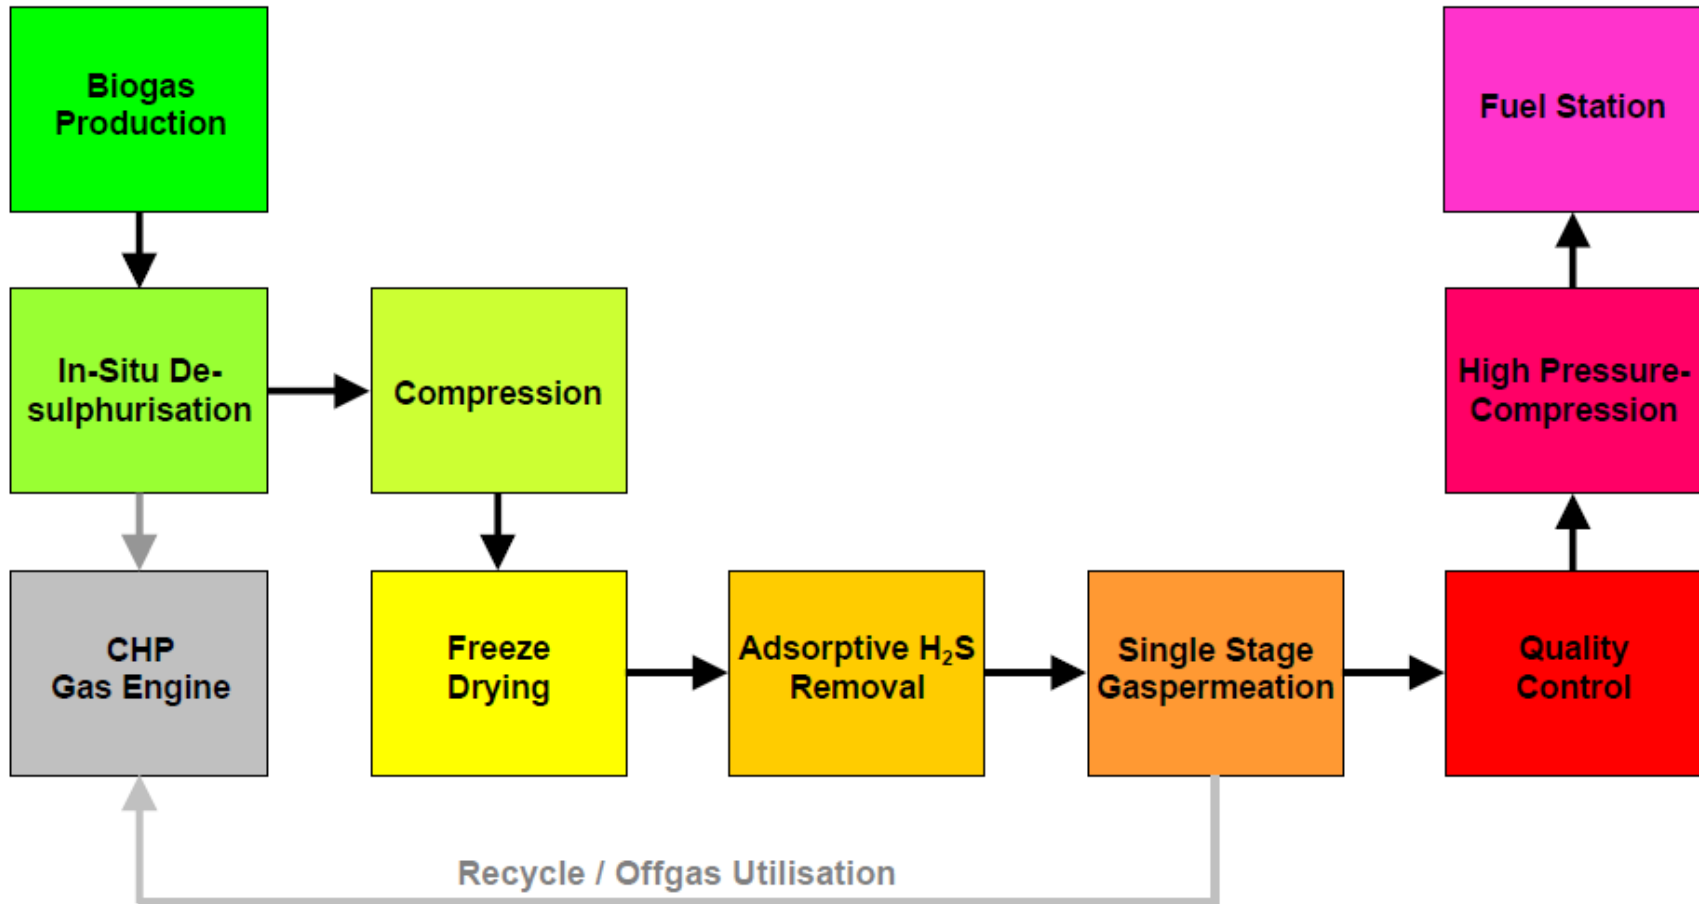 Biogas
Production
Fuel Station
In-Situ De-
sulphurisation
Compression
High Pressure-
Compression
CHP
Gas Engine
Freeze
Drying
Adsorptive H₂S
Removal
Single Stage
Gaspermeation
Quality
Control
Recycle / Offgas Utilisation